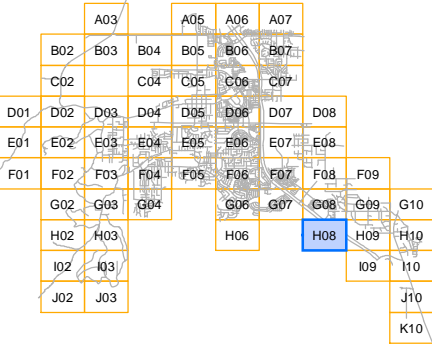 A03 A05 A06 A07
B02 B03 B04 B05 B06 B07
C02 C04 C05 C06 C07
D01 D02 D03 D04 D05 D06 D07 D08
E01 E02 E03 E04 E05 E06 E07 E08
F01 F02 F03 F04 F05 F06 F07 F08 F09
G02 G03 G04 G06 G07 G08 G09 G10
H02 H03 H06 H08 H09 H10
I02 I03 I09 I10
J02 J03 J10
K10